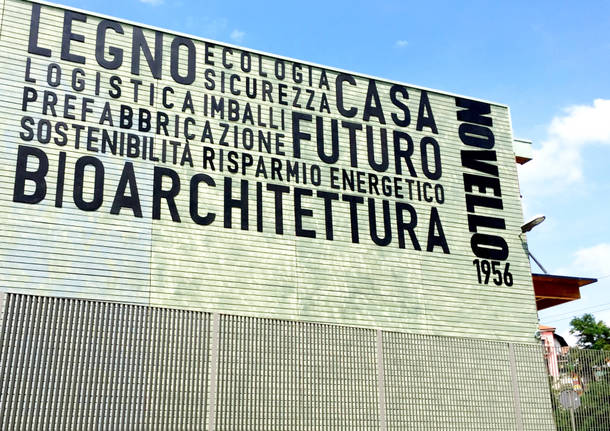 LEGNO ECOLOGIA CASA
LOGISTICA IMBALLI SICUREZZA
PREFABBRICAZIONE FUTURO
SOSTENIBILITÀ RISPARMIO ENERGETICO
BIOARCHITETTURA
NOVELLO
1956